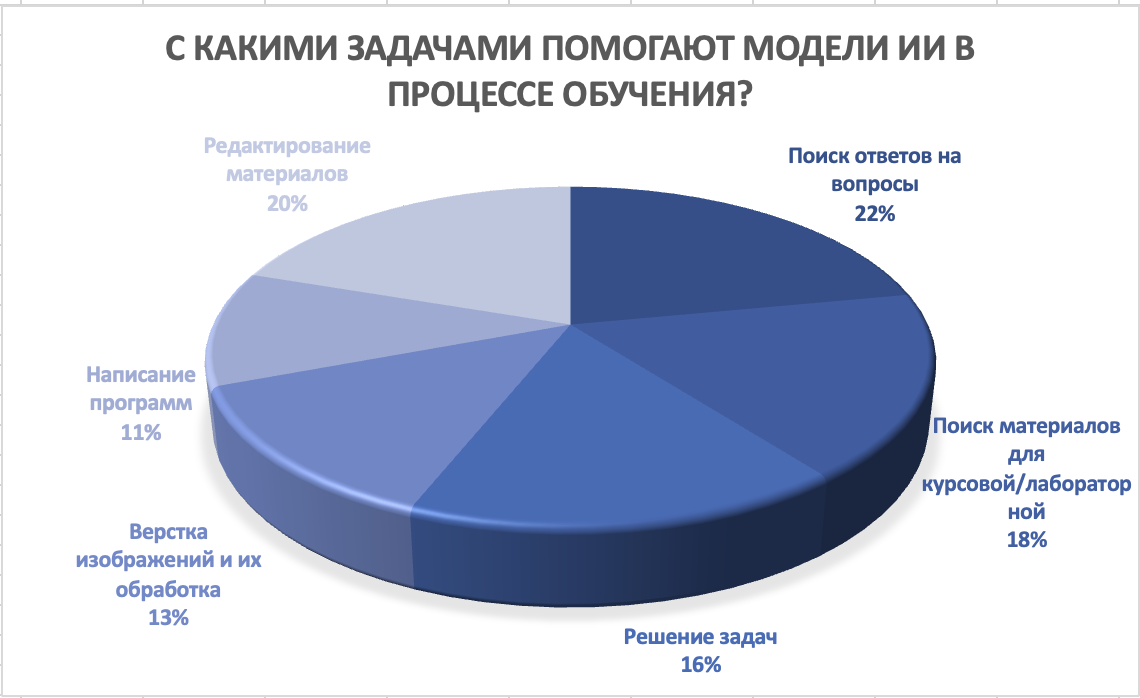 С КАКИМИ ЗАДАЧАМИ ПОМОГАЮТ МОДЕЛИ ИИ В
ПРОЦЕССЕ ОБУЧЕНИЯ?
Поиск ответов на
вопросы
22%
Поиск материалов
для
курсовой/лаборатор
ной
18%
Решение задач
16%
Верстка
изображений и их
обработка
13%
Написание
программ
11%
Редактирование
материалов
20%